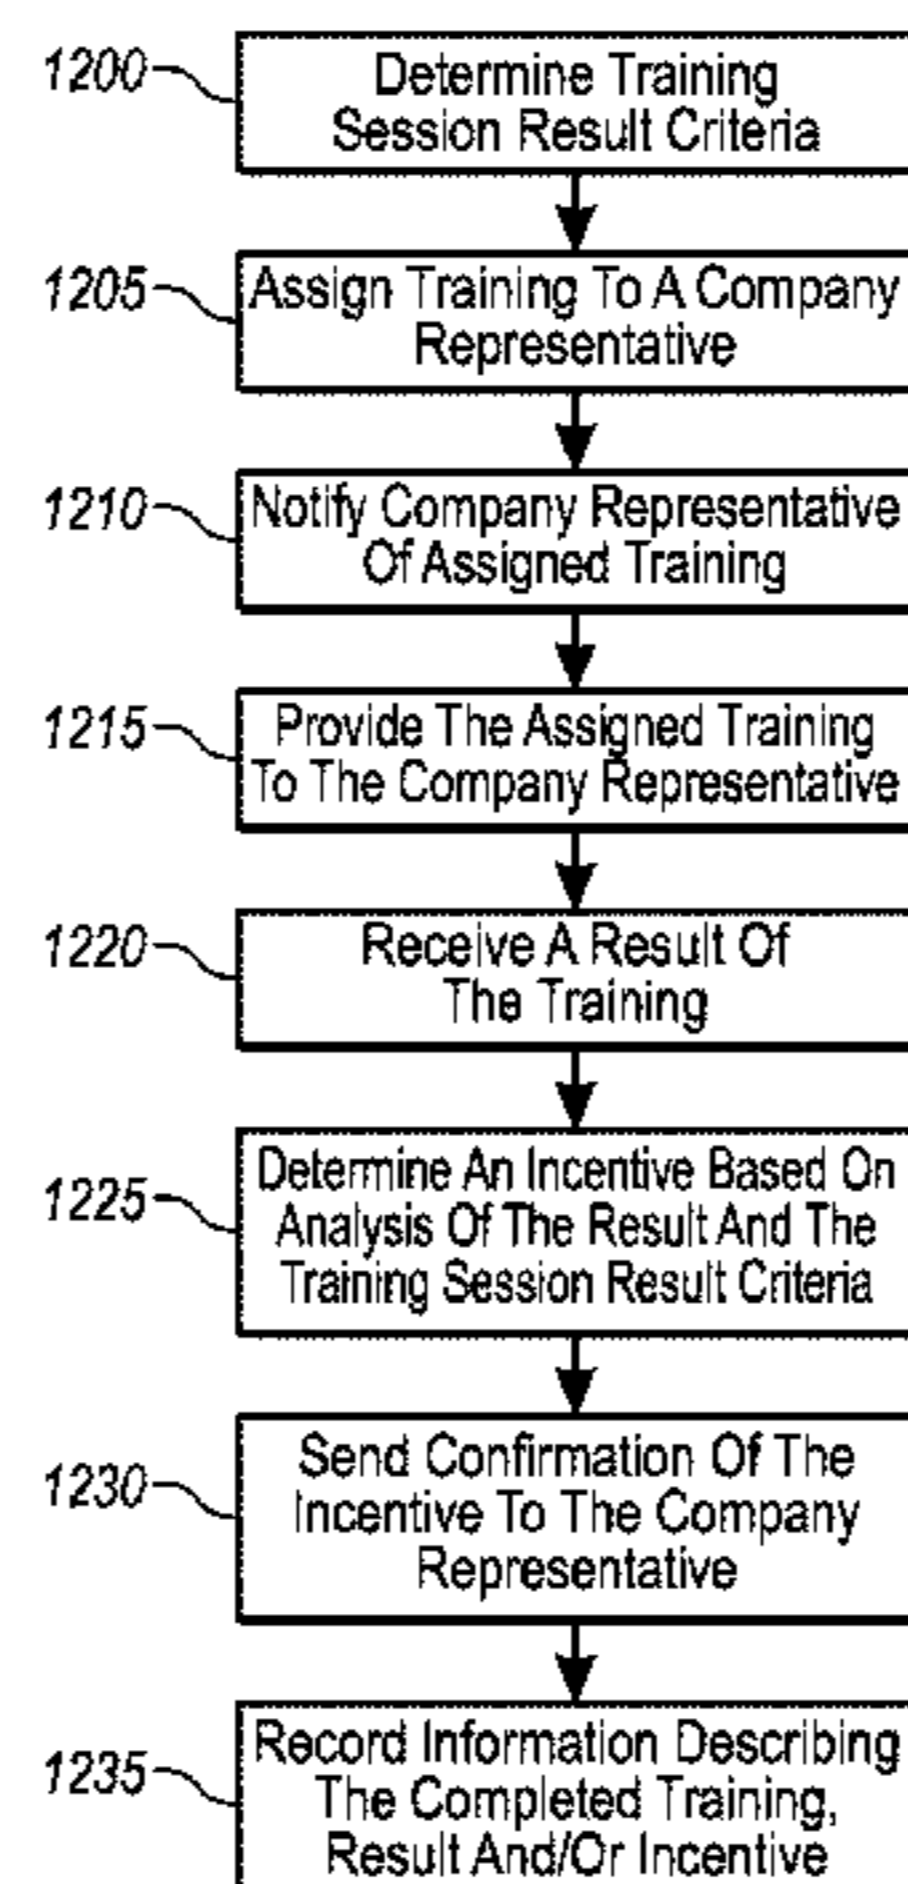 1200
Determine Training
Session Result Criteria
1205
Assign Training To A Company
Representative
1210
Notify Company Representative
Of Assigned Training
1215
Provide The Assigned Training
To The Company Representative
1220
Receive A Result Of
The Training
1225
Determine An Incentive Based On
Analysis Of The Result And The
Training Session Result Criteria
1230
Send Confirmation Of The
Incentive To The Company
Representative
1235
Record Information Describing
The Completed Training,
Result And/Or Incentive